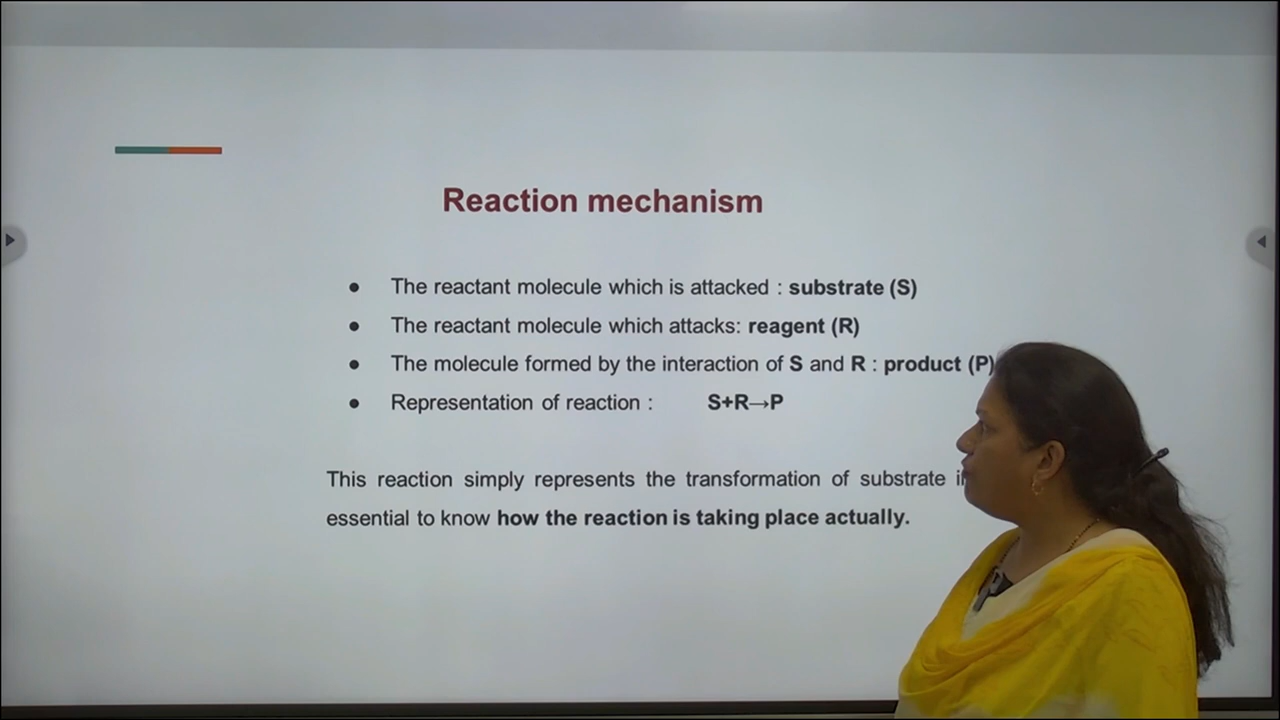 Reaction mechanism
● The reactant molecule which is attacked : substrate (S)
● The reactant molecule which attacks: reagent (R)
● The molecule formed by the interaction of S and R : product (P)
● Representation of reaction : S+R→P
This reaction simply represents the transformation of substrate
essential to know how the reaction is taking place actually.